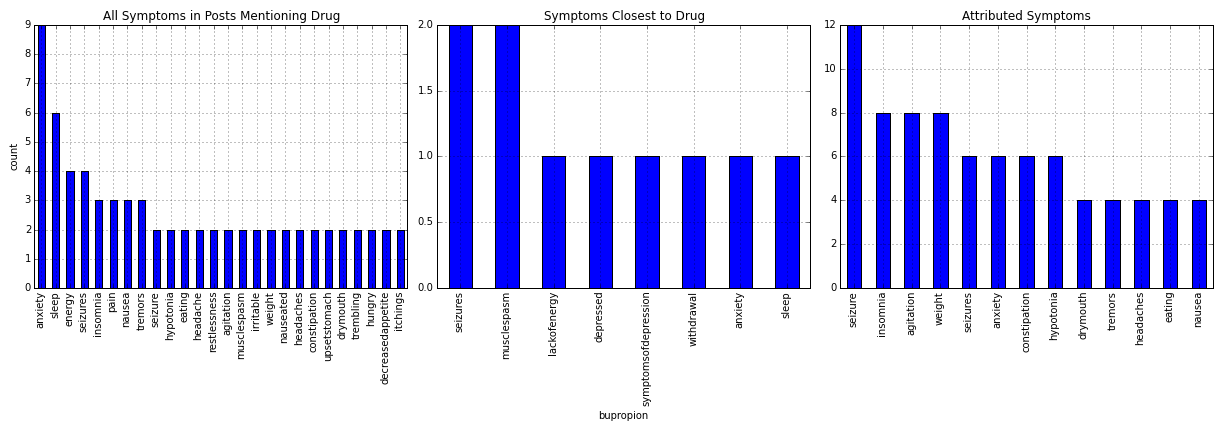 All Symptoms in Posts Mentioning Drug
9
8
7
6
5
4
3
2
1
0
count
anxiety
sleep
energy
seizures
insomnia
pain
nausea
tremors
seizure
hypotonia
eating
headache
restlessness
agitation
musclespasm
irritable
weight
nauseated
headaches
constipation
upsetstomach
drymouth
trembling
hungry
decreasedappetite
itchings
Symptoms Closest to Drug
2.0
1.5
1.0
0.5
0.0
seizures
musclespasm
lackofenergy
depressed
symptomsofdepression
withdrawal
anxiety
sleep
bupropion
Attributed Symptoms
12
10
8
6
4
2
0
seizure
insomnia
agitation
weight
seizures
anxiety
constipation
hypotonia
drymouth
tremors
headaches
eating
nausea